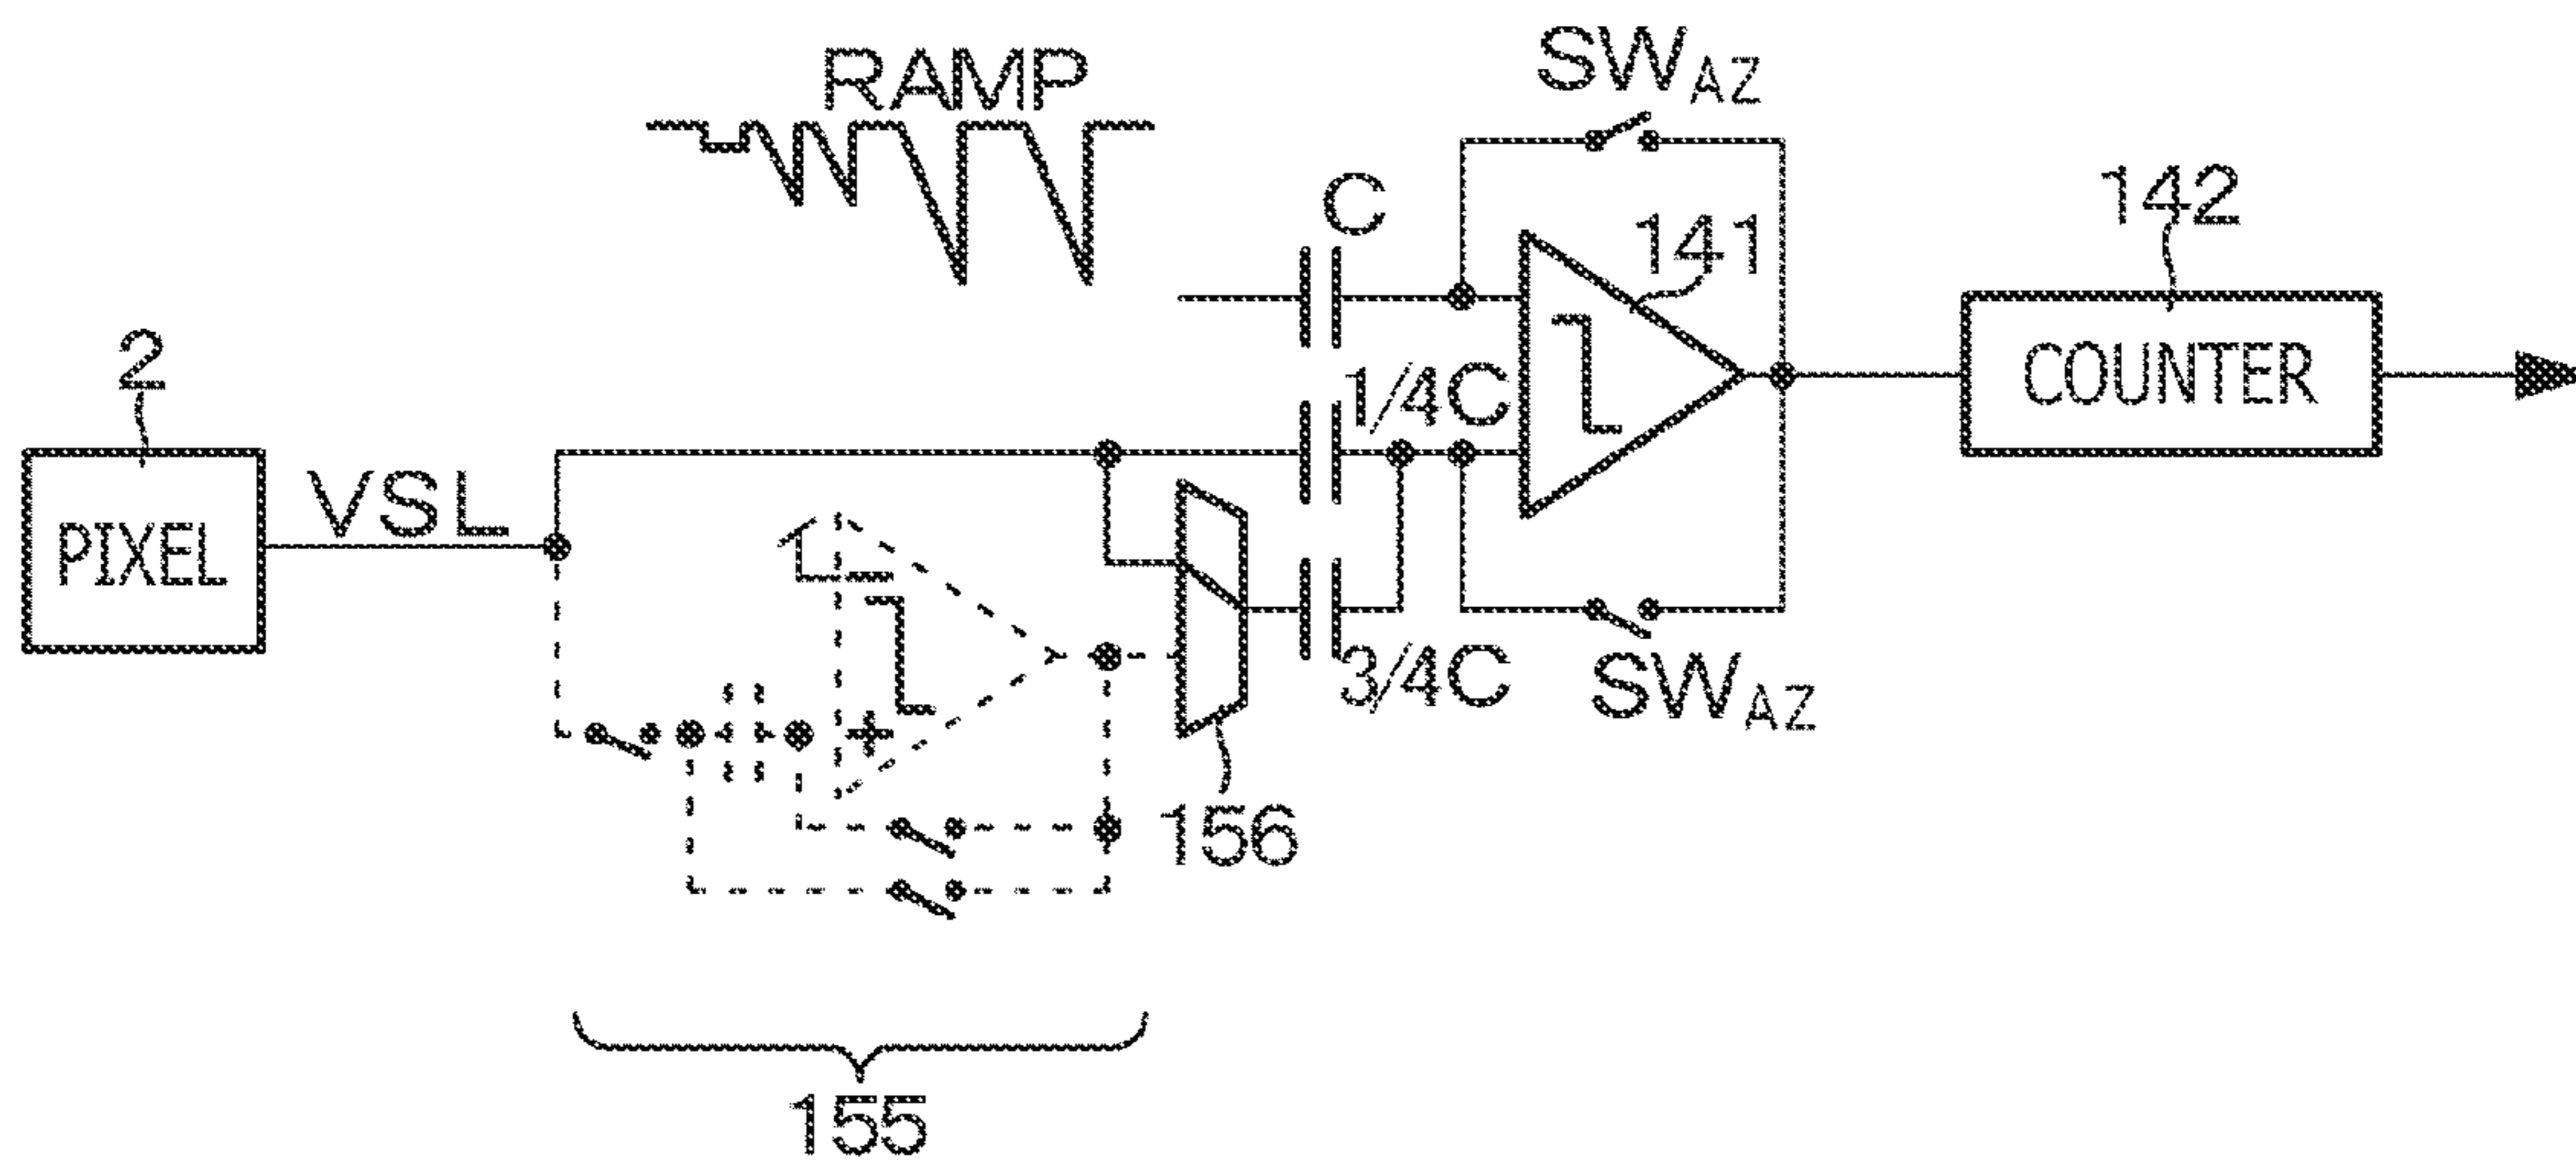 RAMP
SWAZ
C
141
142
2
1/4C
COUNTER
VSL
PIXEL
+
3/4C
SWAZ
156
155